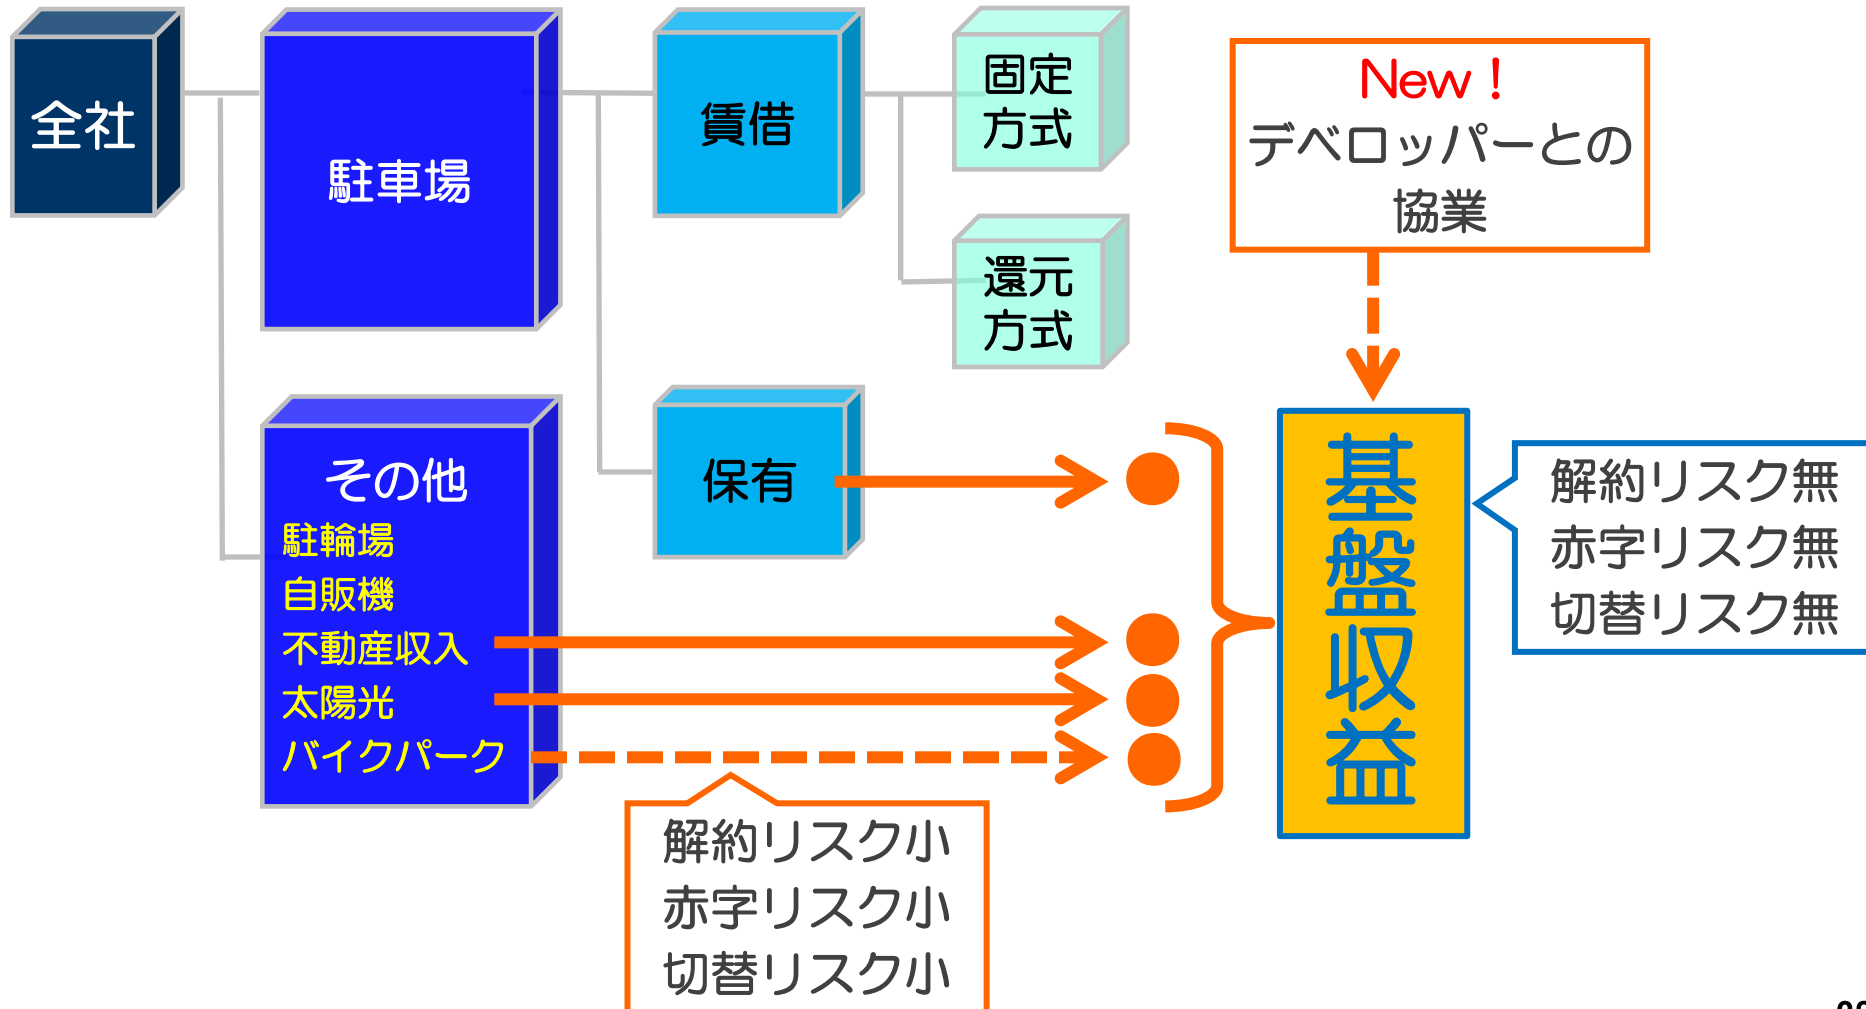 全社
駐車場
賃借
固定
方式
還元
方式
New！
デベロッパーとの
協業
その他
駐輪場
自販機
不動産収入
太陽光
バイクパーク
保有
基盤収益
解約リスク無
赤字リスク無
切替リスク無
解約リスク小
赤字リスク小
切替リスク小